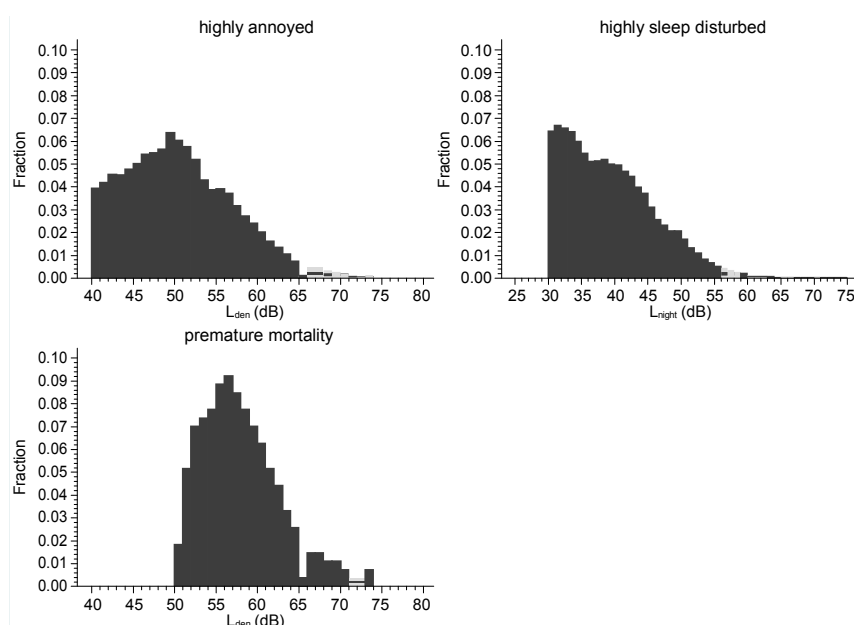 highly annoyed
0.10
0.09
0.08
0.07
0.06
0.05
0.04
0.03
0.02
0.01
0.00
Fraction
40 45 50 55 60 65 70 75 80
Lden (dB)
highly sleep disturbed
0.10
0.09
0.08
0.07
0.06
0.05
0.04
0.03
0.02
0.01
0.00
Fraction
25 30 35 40 45 50 55 60 65 70 75
Lnight (dB)
premature mortality
0.10
0.09
0.08
0.07
0.06
0.05
0.04
0.03
0.02
0.01
0.00
Fraction
40 45 50 55 60 65 70 75 80
Lden (dB)